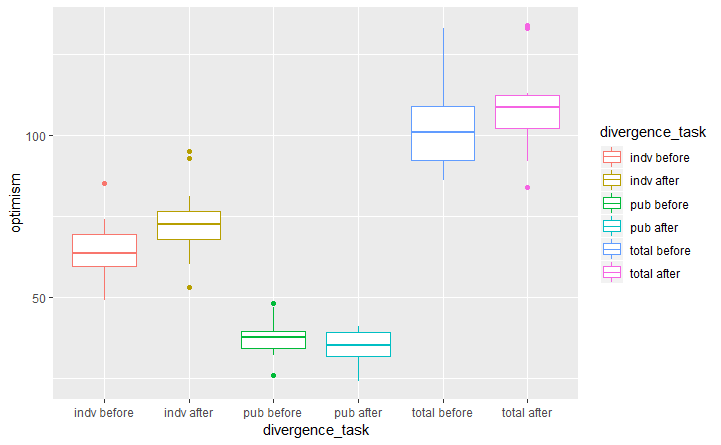 optimism
100
50
indv before
indv after
pub before
pub after
total before
total after
divergence_task
divergence_task
indv before
indv after
pub before
pub after
total before
total after